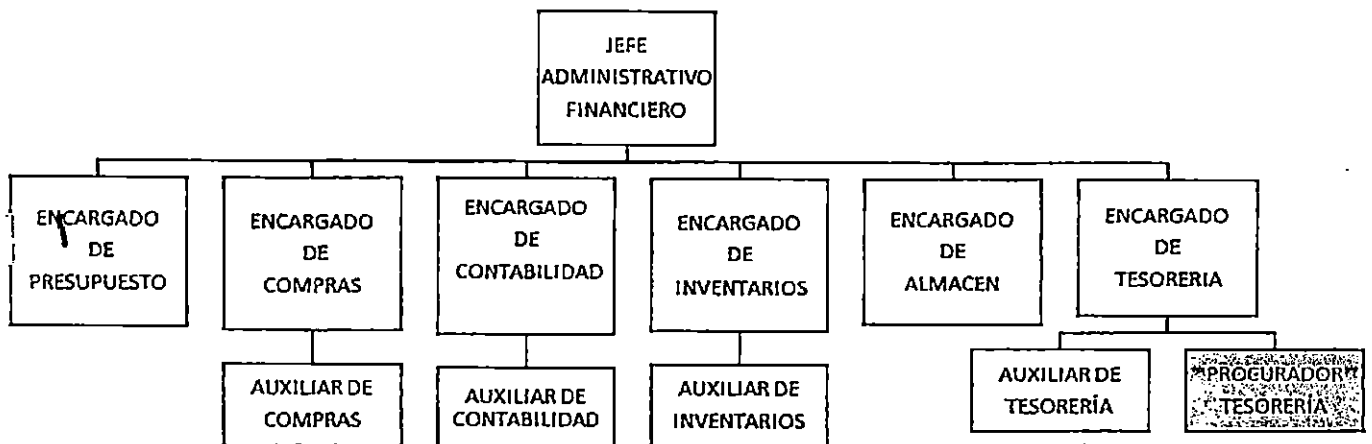 JEFE
ADMINISTRATIVO
FINANCIERO
ENCARGADO
DE
PRESUPUESTO
ENCARGADO
DE
COMPRAS
ENCARGADO
DE
CONTABILIDAD
ENCARGADO
DE
INVENTARIOS
ENCARGADO
DE
ALMACEN
ENCARGADO
DE
TESORERIA
AUXILIAR DE
COMPRAS
AUXILIAR DE
CONTABILIDAD
AUXILIAR DE
INVENTARIOS
AUXILIAR DE
TESORERÍA
"PROCURADOR"
TESORERÍA